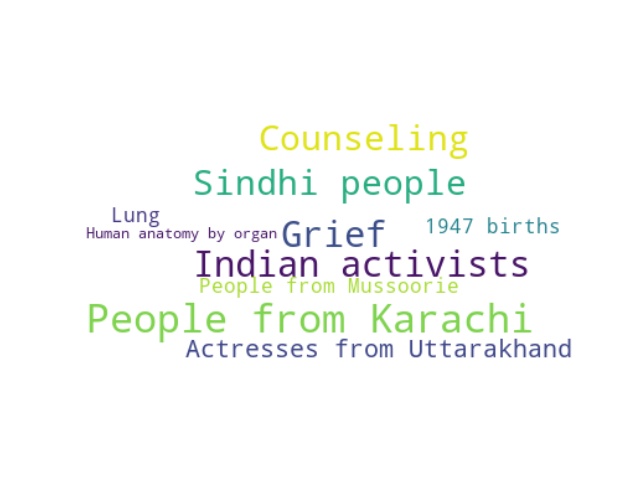 Counseling
Sindhi people
Lung
Human anatomy by organ
Grief
1947 births
Indian activists
People from Mussoorie
People from Karachi
Actresses from Uttarakhand